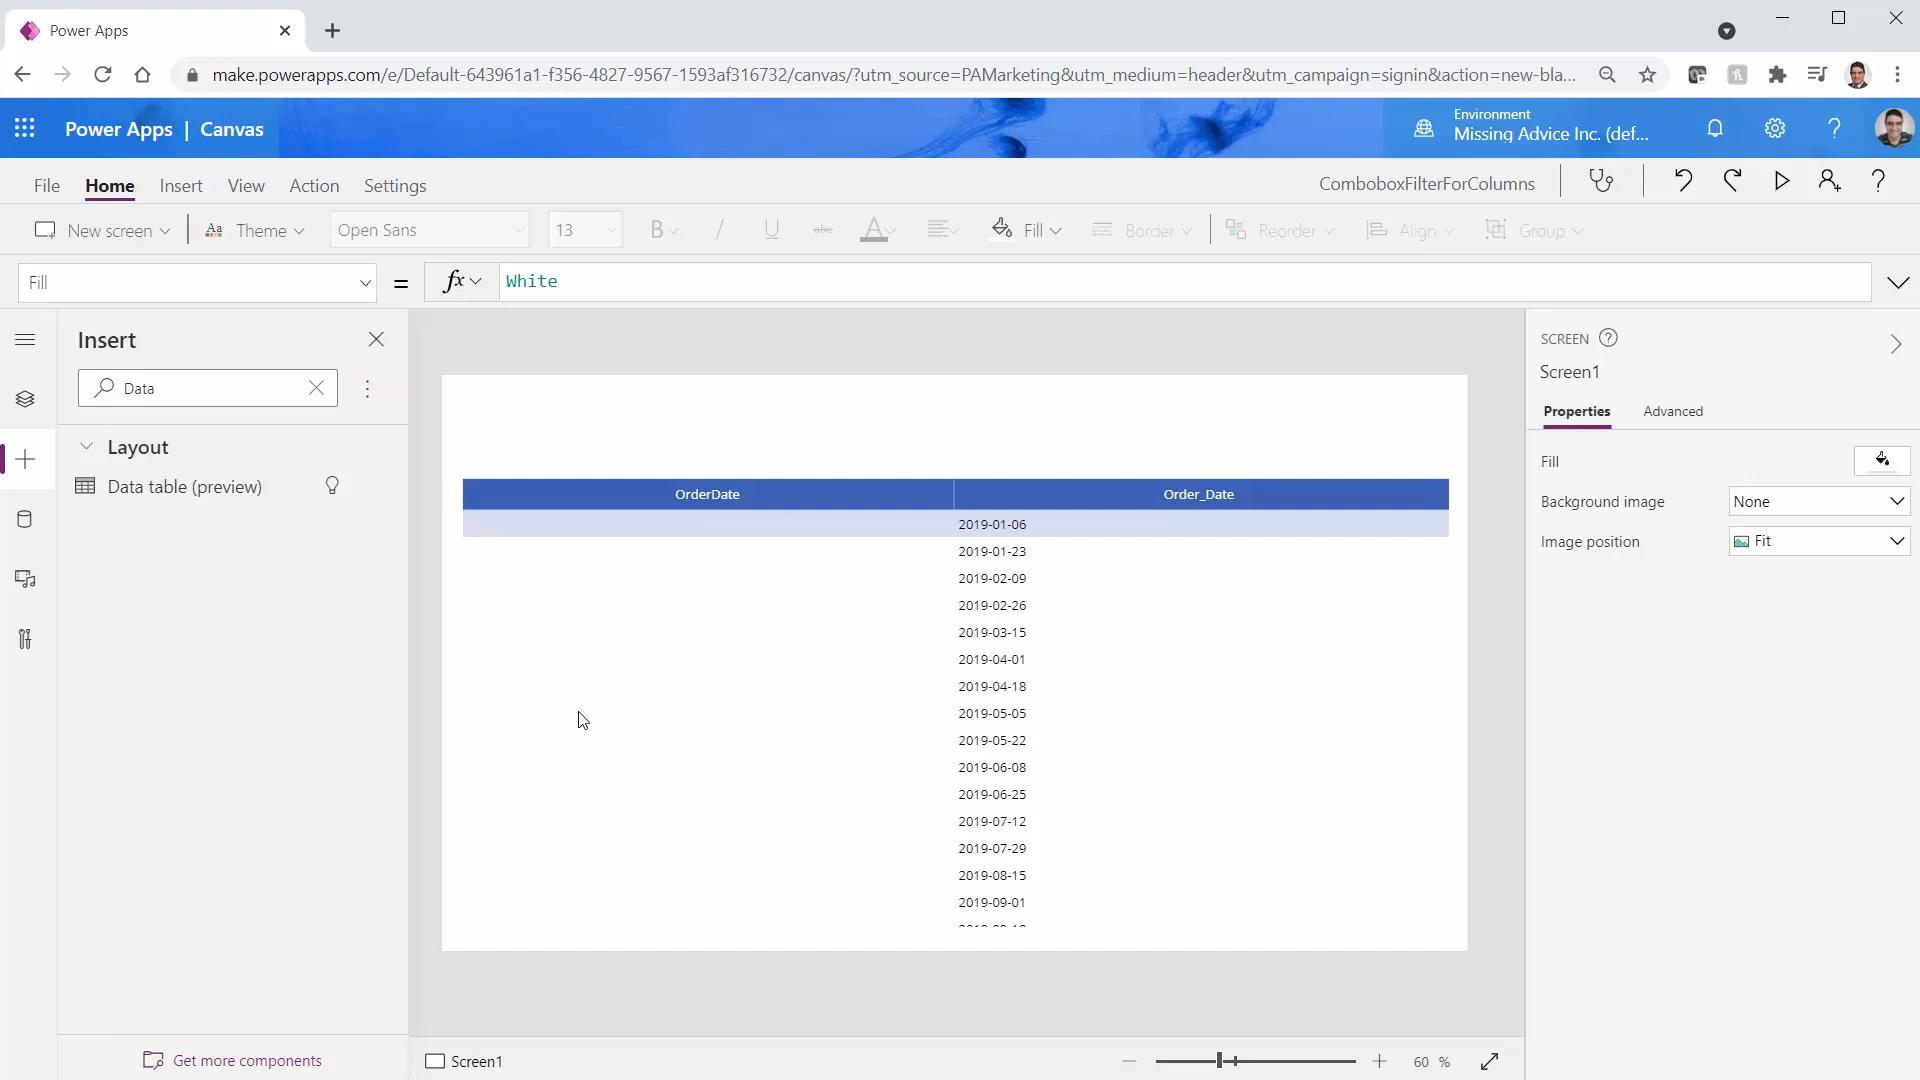 Power Apps
make.powerapps.com/e/Default-643961a1-f356-4827-9567-1593af316732/canvas/?utm_source=PAMarketing&utm_medium=header&utm_campaign=signin&action=new-bla...
Power Apps | Canvas
Environment
Missing Advice Inc. (def...
File Home Insert View Action Settings
ComboboxFilterForColumns
New screen Aa Theme Open Sans 13 B / U abc A Fill Border Reorder Align Group
Fill = fx White
Insert
Data
Layout
Data table (preview)
Get more components
OrderDate Order_Date
2019-01-06
2019-01-23
2019-02-09
2019-02-26
2019-03-15
2019-04-01
2019-04-18
2019-05-05
2019-05-22
2019-06-08
2019-06-25
2019-07-12
2019-07-29
2019-08-15
2019-09-01
Screen1
60 %
SCREEN
Screen1
Properties Advanced
Fill
Background image None
Image position Fit